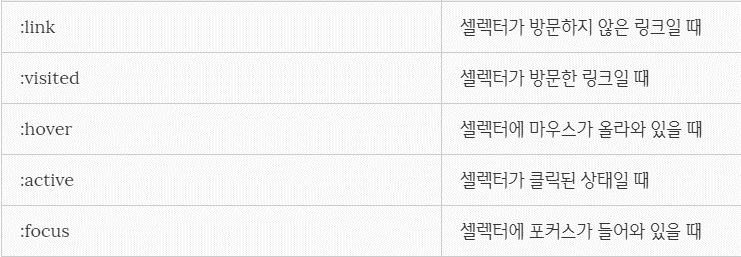 :link 셀렉터가 방문하지 않은 링크일 때
:visited 셀렉터가 방문한 링크일 때
:hover 셀렉터에 마우스가 올라와 있을 때
:active 셀렉터가 클릭된 상태일 때
:focus 셀렉터에 포커스가 들어와 있을 때